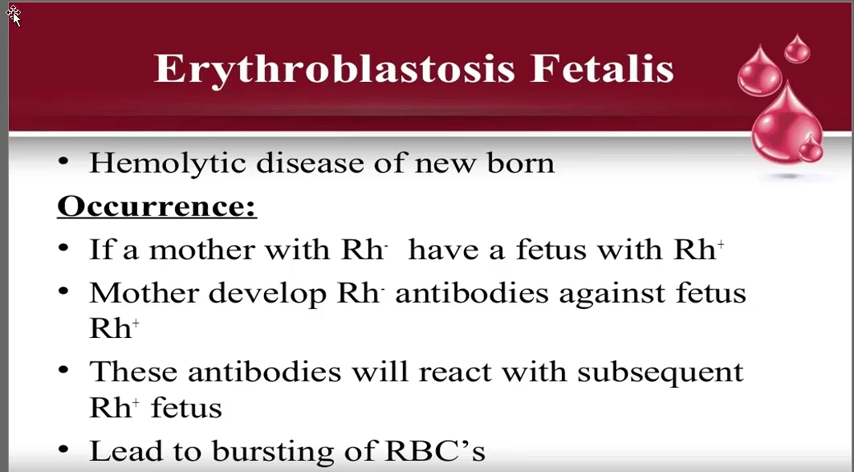 Erythroblastosis Fetalis
• Hemolytic disease of new born
Occurrence:
• If a mother with Rh⁻ have a fetus with Rh⁺
• Mother develop Rh⁻ antibodies against fetus
Rh⁺
• These antibodies will react with subsequent
Rh⁺ fetus
• Lead to bursting of RBC’s